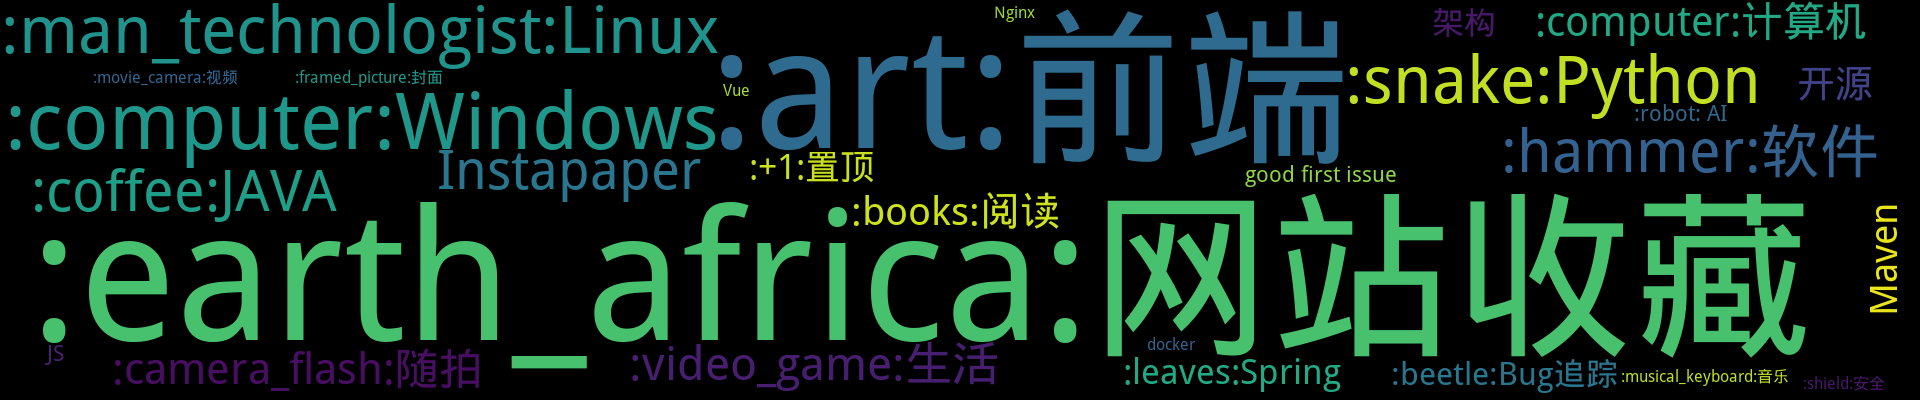 :man_technologist:Linux
Nginx
架构
:computer:计算机
:movie_camera:视频
:framed_picture:封面
Vue
:art:前端
:snake:Python
开源
:computer:Windows
:robot: AI
:hammer:软件
Instapaper
:+1:置顶
good first issue
:coffee:JAVA
:books:阅读
:earth_africa:网站收藏
Maven
JS
:camera_flash:随拍
:video_game:生活
docker
:leaves:Spring
:beetle:Bug追踪
:musical_keyboard:音乐
:shield:安全